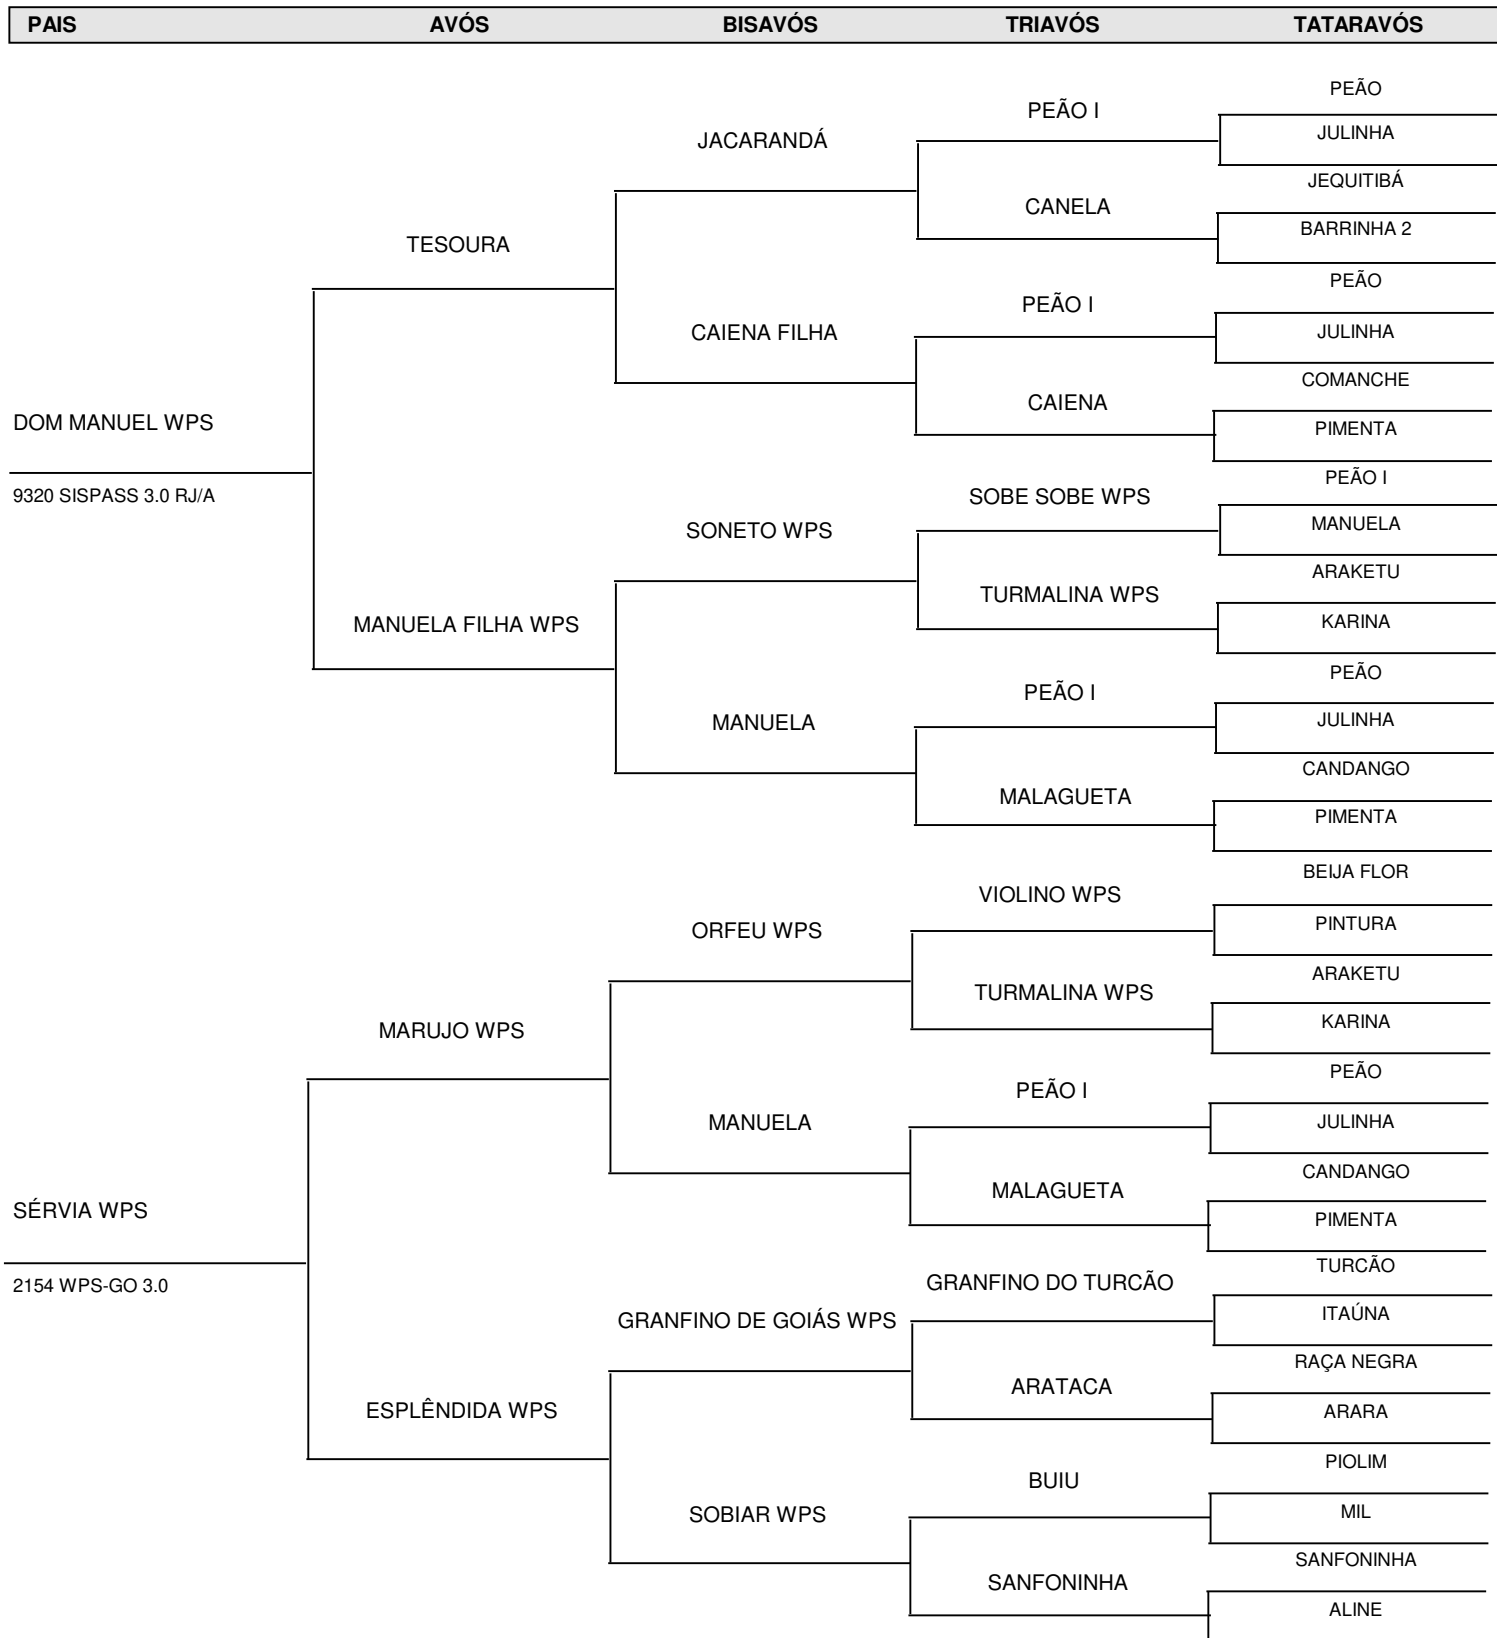 PAIS AVÓS BISAVÓS TRIAVÓS TATARAVÓS
PEÃO
PEÃO I
JULINHA
JACARANDÁ
JEQUITIBÁ
CANELA
BARRINHA 2
TESOURA
PEÃO
PEÃO I
JULINHA
CAIENA FILHA
COMANCHE
CAIENA
DOM MANUEL WPS
PIMENTA
PEÃO I
9320 SISPASS 3.0 RJ/A
SOBE SOBE WPS
MANUELA
SONETO WPS
ARAKETU
TURMALINA WPS
KARINA
MANUELA FILHA WPS
PEÃO
PEÃO I
JULINHA
MANUELA
CANDANGO
MALAGUETA
PIMENTA
BEIJA FLOR
VIOLINO WPS
PINTURA
ORFEU WPS
ARAKETU
TURMALINA WPS
KARINA
MARUJO WPS
PEÃO
PEÃO I
JULINHA
MANUELA
CANDANGO
MALAGUETA
SÉRVIA WPS
PIMENTA
TURCÃO
2154 WPS-GO 3.0
GRANFINO DO TURCÃO
ITAÚNA
GRANFINO DE GOIÁS WPS
RAÇA NEGRA
ARATACA
ESPLÊNDIDA WPS
ARARA
PIOLIM
BUIU
MIL
SOBIAR WPS
SANFONINHA
SANFONINHA
ALINE